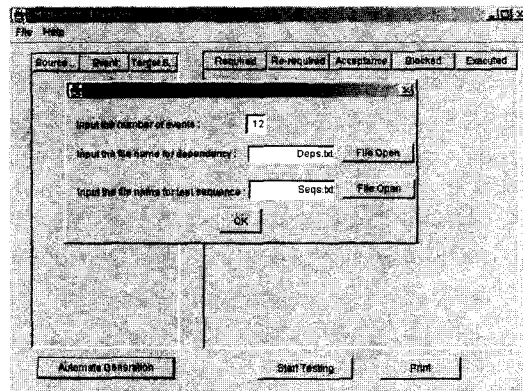 File Help
Source.. Event Target S.. Required Re-required Acceptance Blocked Executed
Input the number of events : 12
Input the file name for dependency : Deps.txt File Open
Input the file name for test sequence : Seqs.txt File Open
OK
Automate Generation Start Testing Print